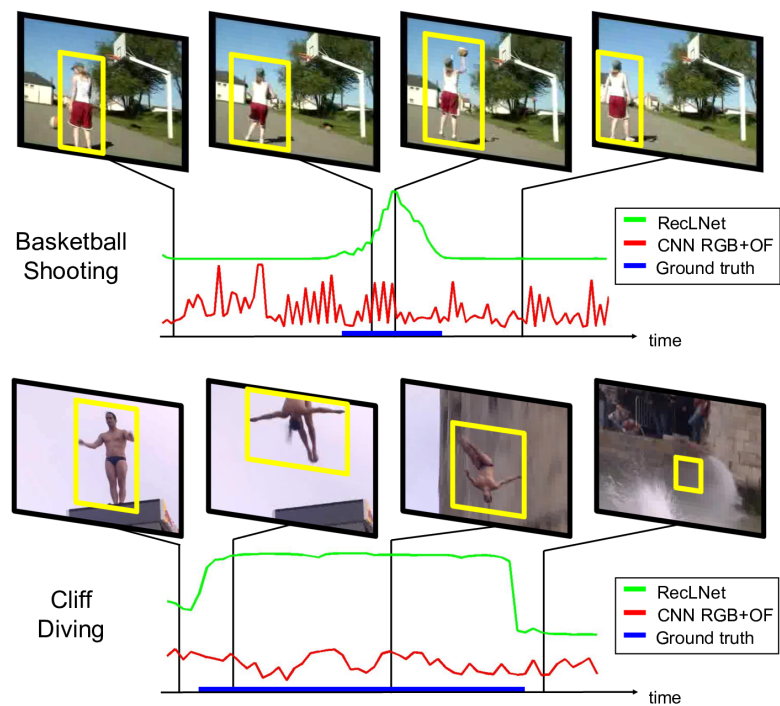 Basketball
Shooting
RecLNet
CNN RGB+OF
Ground truth
time
Cliff
Diving
RecLNet
CNN RGB+OF
Ground truth
time